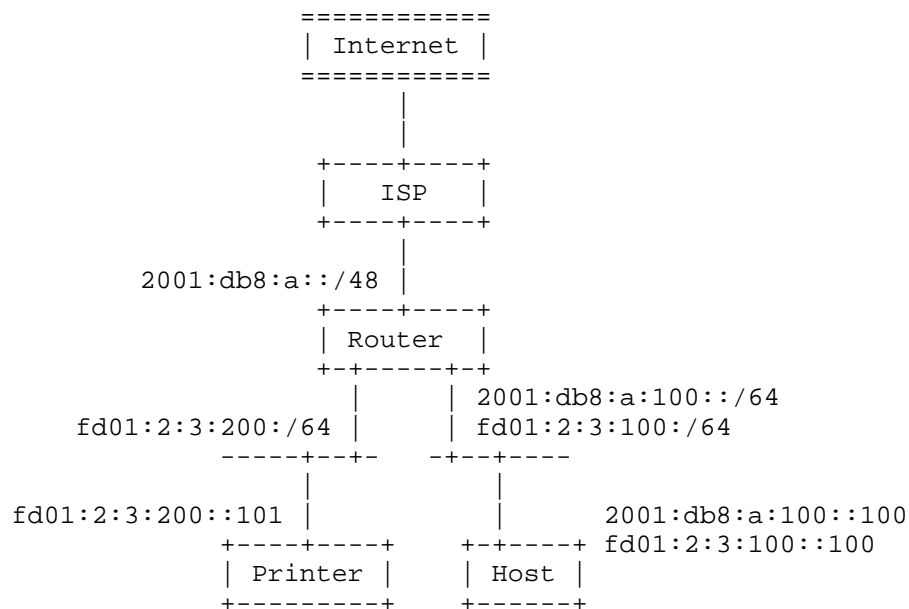 ============
| Internet |
============
|
|
+----+----+
| ISP |
+----+----+
|
2001:db8:a::/48 |
+----+----+
| Router |
+-+-----+-+
| | 2001:db8:a:100::/64
fd01:2:3:200:/64 | | fd01:2:3:100:/64
-----+--+- -+--+----
| |
fd01:2:3:200::101 | | 2001:db8:a:100::100
+----+----+ +-+----+ fd01:2:3:100::100
| Printer | | Host |
+---------+ +------+